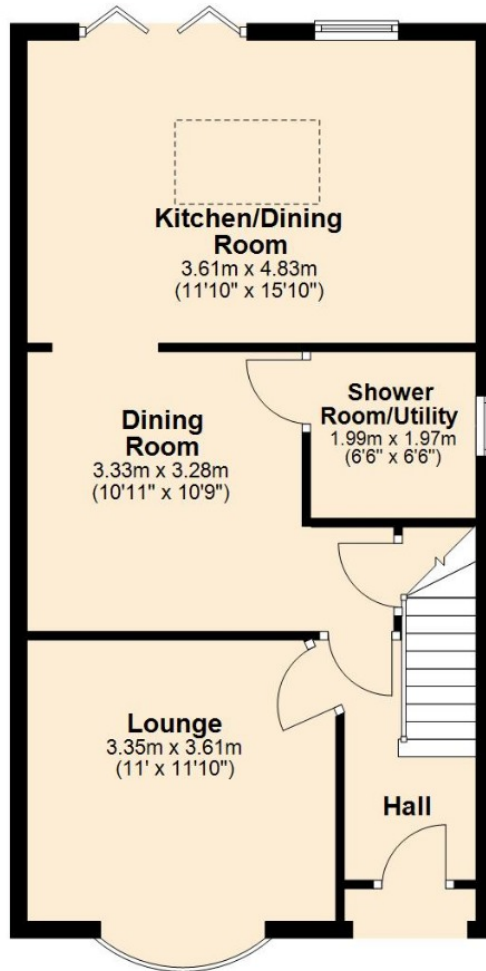 Kitchen/Dining
Room
3.61m x 4.83m
(11'10" x 15'10")
Shower
Room/Utility
1.99m x 1.97m
(6'6" x 6'6")
Dining
Room
3.33m x 3.28m
(10'11" x 10'9")
Lounge
3.35m x 3.61m
(11' x 11'10")
Hall